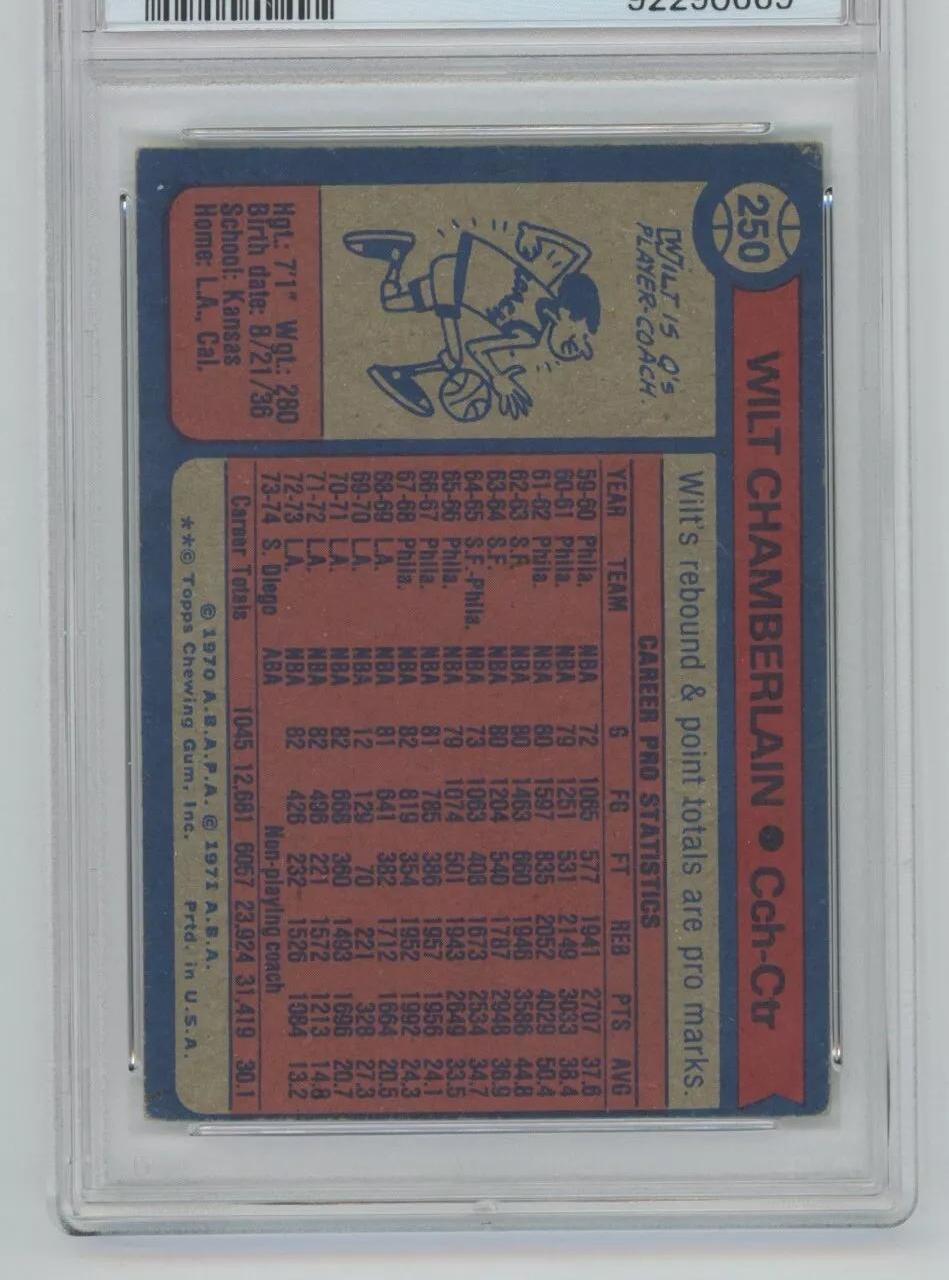 250
WILT CHAMBERLAIN ● Cch-Ctr
WILT IS Q'S
PLAYER-COACH.
Hgt.: 7'1" Wgt.: 280
Birth date: 8/21/36
School: Kansas
Home: L.A., Cal.
Wilt's rebound & point totals are pro marks.
CAREER PRO STATISTICS
YEAR TEAM G FG FT REB PTS AVG
59-60 Phila. NBA 72 1065 577 1941 2707 37.6
60-61 Phila. NBA 79 1251 531 2149 3033 38.4
61-62 Phila. NBA 80 1597 835 2052 4029 50.4
62-63 S.F. NBA 80 1463 660 1946 3586 44.8
63-64 S.F. NBA 80 1204 540 1787 2948 36.9
64-65 S.F.-Phila. NBA 73 1063 408 1673 2534 34.7
65-66 Phila. NBA 79 1074 501 1943 2649 33.5
66-67 Phila. NBA 81 785 386 1957 1956 24.1
67-68 Phila. NBA 82 819 354 1952 1992 24.3
68-69 L.A. NBA 81 641 382 1712 1664 20.5
69-70 L.A. NBA 12 129 70 221 328 27.3
70-71 L.A. NBA 82 668 360 1493 1696 20.7
71-72 L.A. NBA 82 496 221 1572 1213 14.8
72-73 L.A. NBA 82 426 232 1526 1084 13.2
73-74 S. Diego ABA Non-playing coach
Career Totals 1045 12,681 6057 23,924 31,419 30.1
© 1970 A.B.A.P.A. © 1971 A.B.A.
**© Topps Chewing Gum, Inc. Prtd. in U.S.A.